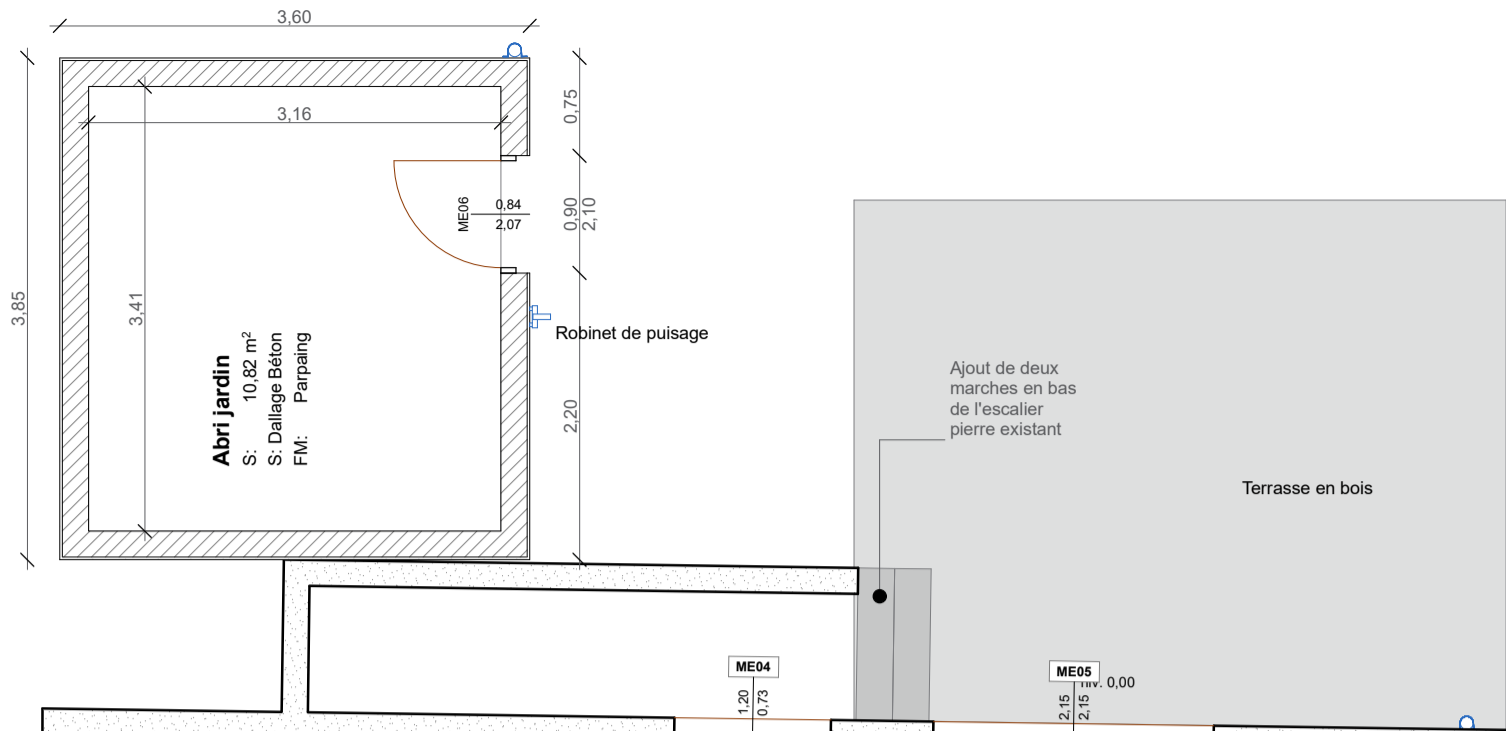 3,60
3,16
0,75
ME06
0,84
2,07
0,90
2,10
3,85
3,41
Abri jardin
S: 10,82 m²
S: Dallage Béton
FM: Parpaing
Robinet de puisage
2,20
Ajout de deux
marches en bas
de l'escalier
pierre existant
Terrasse en bois
ME04
1,20
0,73
ME05
niv. 0,00
2,15
2,15